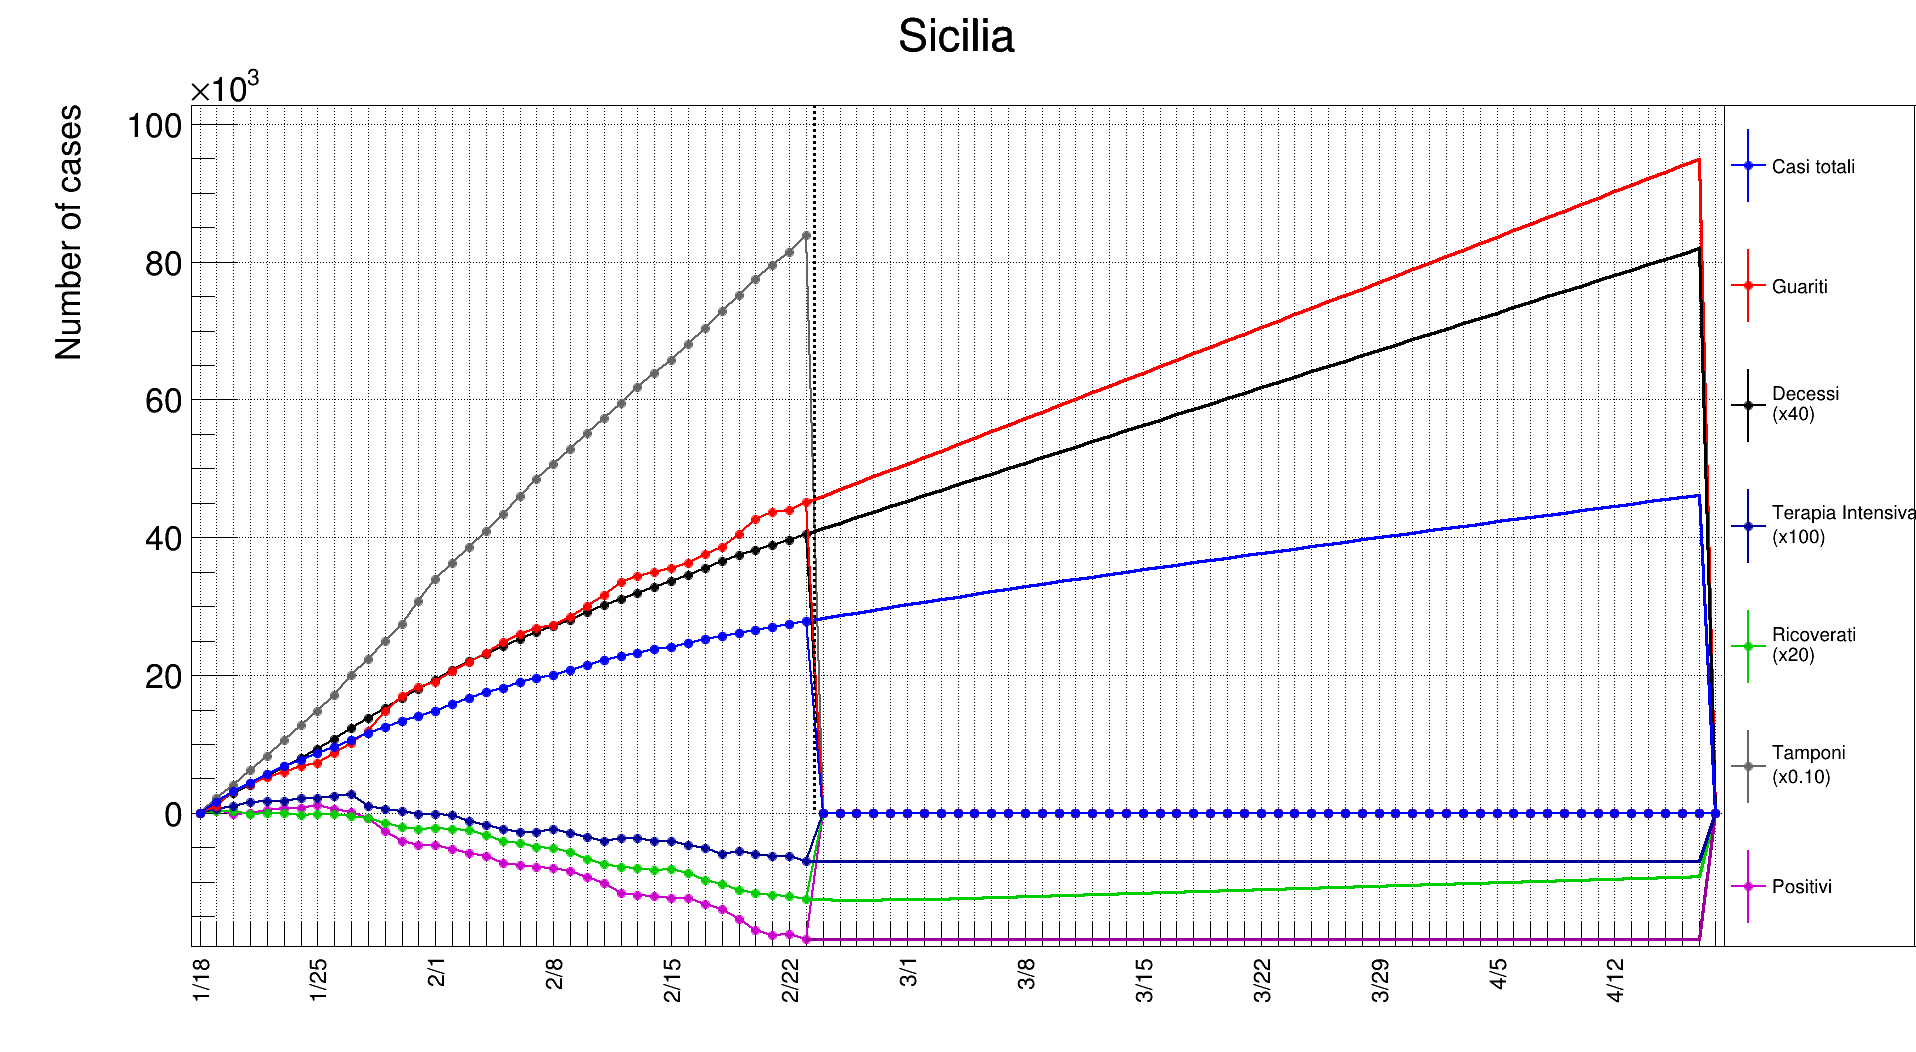 Sicilia
×10³
Number of cases
100
80
60
40
20
0
1/18
1/25
2/1
2/8
2/15
2/22
3/1
3/8
3/15
3/22
3/29
4/5
4/12
Casi totali
Guariti
Decessi
(x40)
Terapia Intensiva
(x100)
Ricoverati
(x20)
Tamponi
(x0.10)
Positivi